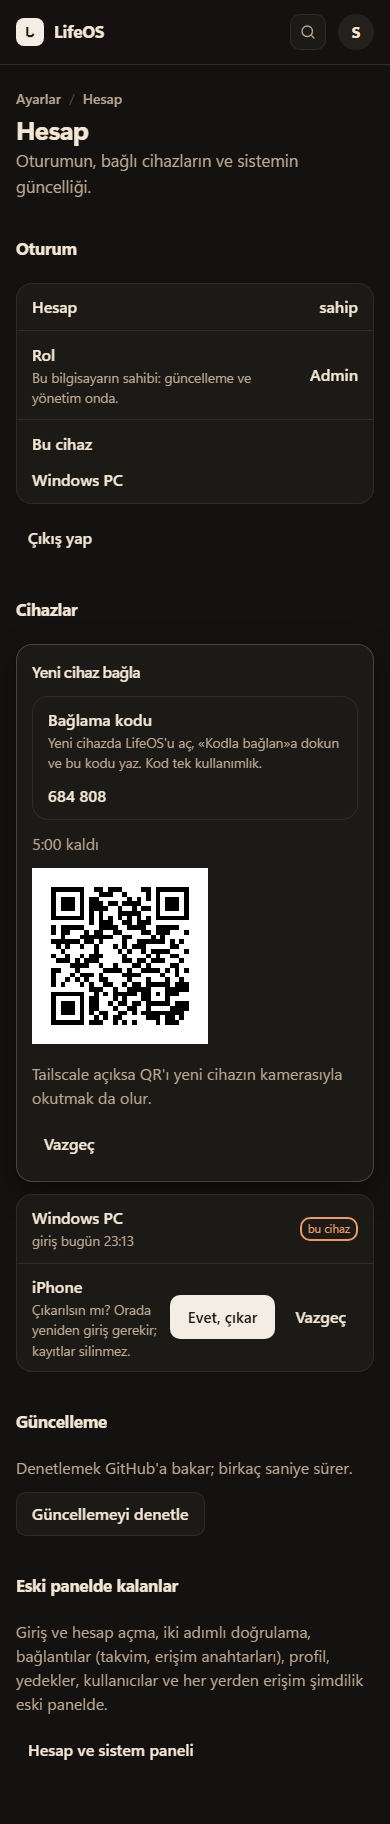 LifeOS
S
Ayarlar / Hesap
Hesap
Oturumun, bağlı cihazların ve sistemin
güncelliği.
Oturum
Hesap
sahip
Rol
Bu bilgisayarın sahibi: güncelleme ve
yönetim onda.
Admin
Bu cihaz
Windows PC
Çıkış yap
Cihazlar
Yeni cihaz bağla
Bağlama kodu
Yeni cihazda LifeOS'u aç, «Kodla bağlan»a dokun
ve bu kodu yaz. Kod tek kullanımlık.
684 808
5:00 kaldı
Tailscale açıksa QR'ı yeni cihazın kamerasıyla
okutmak da olur.
Vazgeç
Windows PC
giriş bugün 23:13
bu cihaz
iPhone
Çıkarılsın mı? Orada
yeniden giriş gerekir;
kayıtlar silinmez.
Evet, çıkar
Vazgeç
Güncelleme
Denetlemek GitHub'a bakar; birkaç saniye sürer.
Güncellemeyi denetle
Eski panelde kalanlar
Giriş ve hesap açma, iki adımlı doğrulama,
bağlantılar (takvim, erişim anahtarları), profil,
yedekler, kullanıcılar ve her yerden erişim şimdilik
eski panelde.
Hesap ve sistem paneli